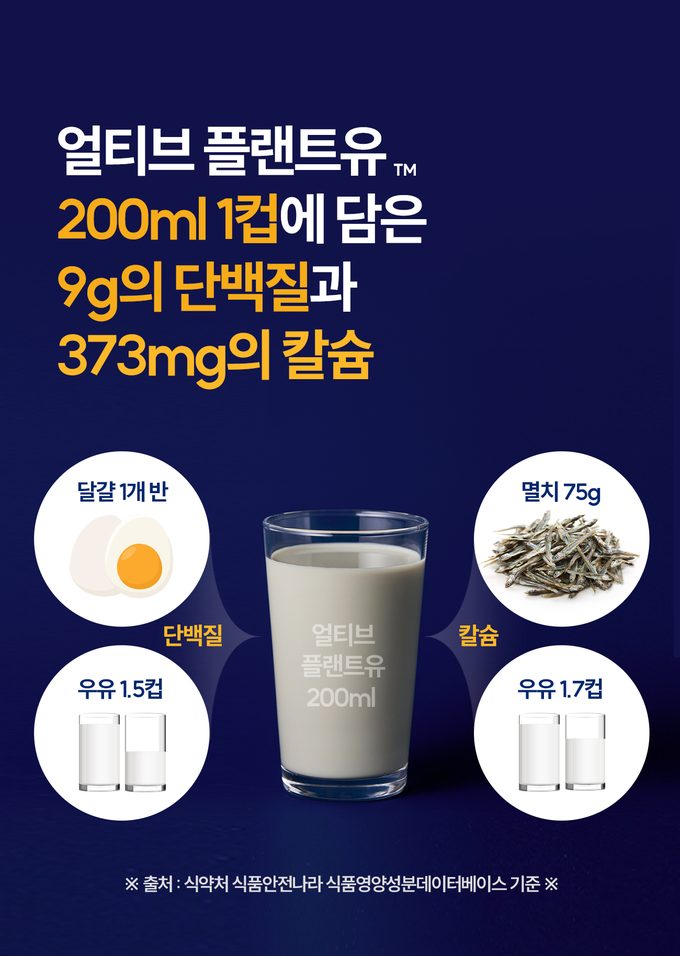 얼티브 플랜트유 TM
200ml 1컵에 담은
9g의 단백질과
373mg의 칼슘
달걀 1개 반
멸치 75g
단백질
칼슘
얼티브
플랜트유
200ml
우유 1.5컵
우유 1.7컵
※ 출처 : 식약처 식품안전나라 식품영양성분데이터베이스 기준 ※